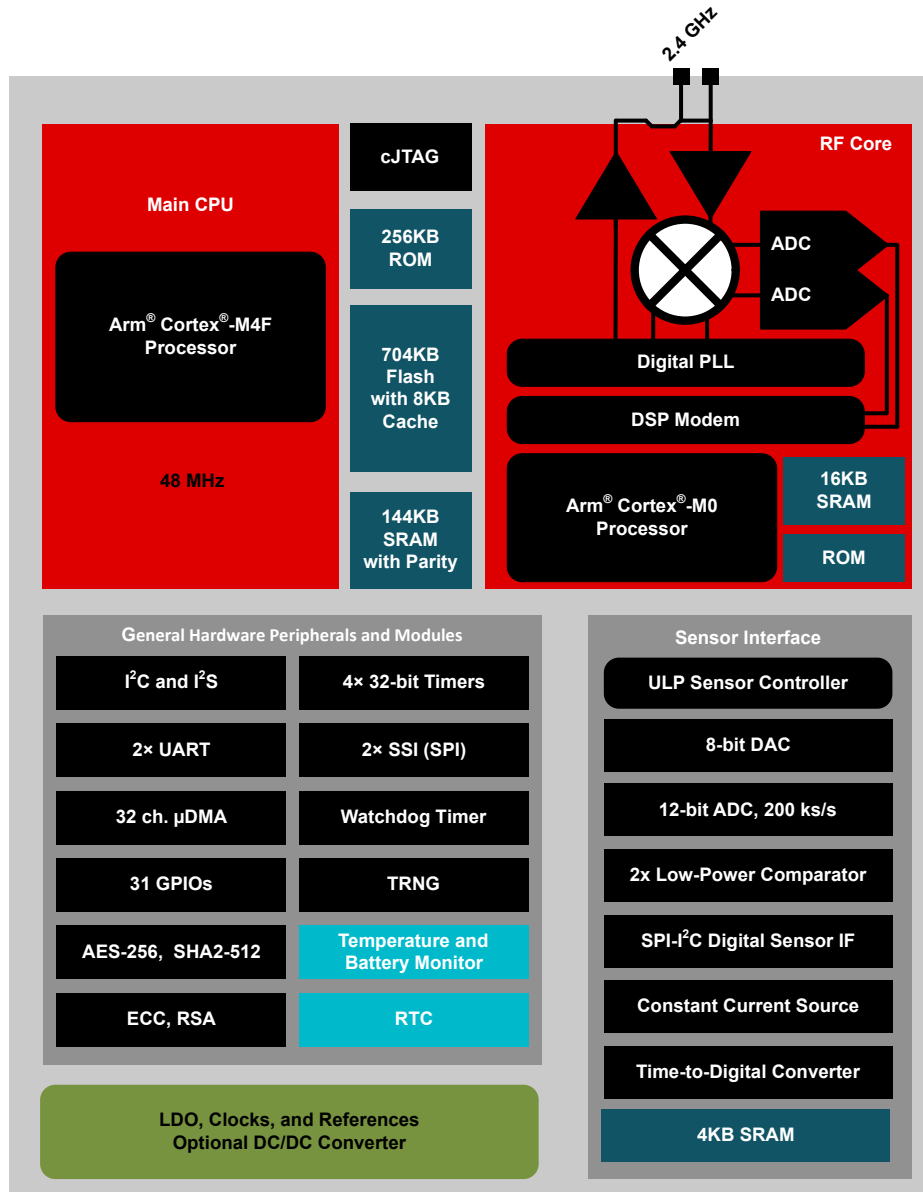 2.4 GHz
Main CPU
Arm® Cortex®-M4F
Processor
48 MHz
cJTAG
256KB
ROM
704KB
Flash
with 8KB
Cache
144KB
SRAM
with Parity
RF Core
ADC
ADC
Digital PLL
DSP Modem
Arm® Cortex®-M0
Processor
16KB
SRAM
ROM
General Hardware Peripherals and Modules
I²C and I²S
4× 32-bit Timers
2× UART
2× SSI (SPI)
32 ch. µDMA
Watchdog Timer
31 GPIOs
TRNG
AES-256, SHA2-512
Temperature and
Battery Monitor
ECC, RSA
RTC
LDO, Clocks, and References
Optional DC/DC Converter
Sensor Interface
ULP Sensor Controller
8-bit DAC
12-bit ADC, 200 ks/s
2x Low-Power Comparator
SPI-I²C Digital Sensor IF
Constant Current Source
Time-to-Digital Converter
4KB SRAM